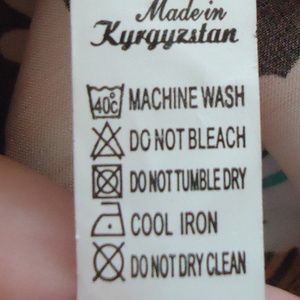 Made in
Kyrgyzstan
40°C MACHINE WASH
DO NOT BLEACH
DO NOT TUMBLE DRY
COOL IRON
DO NOT DRY CLEAN